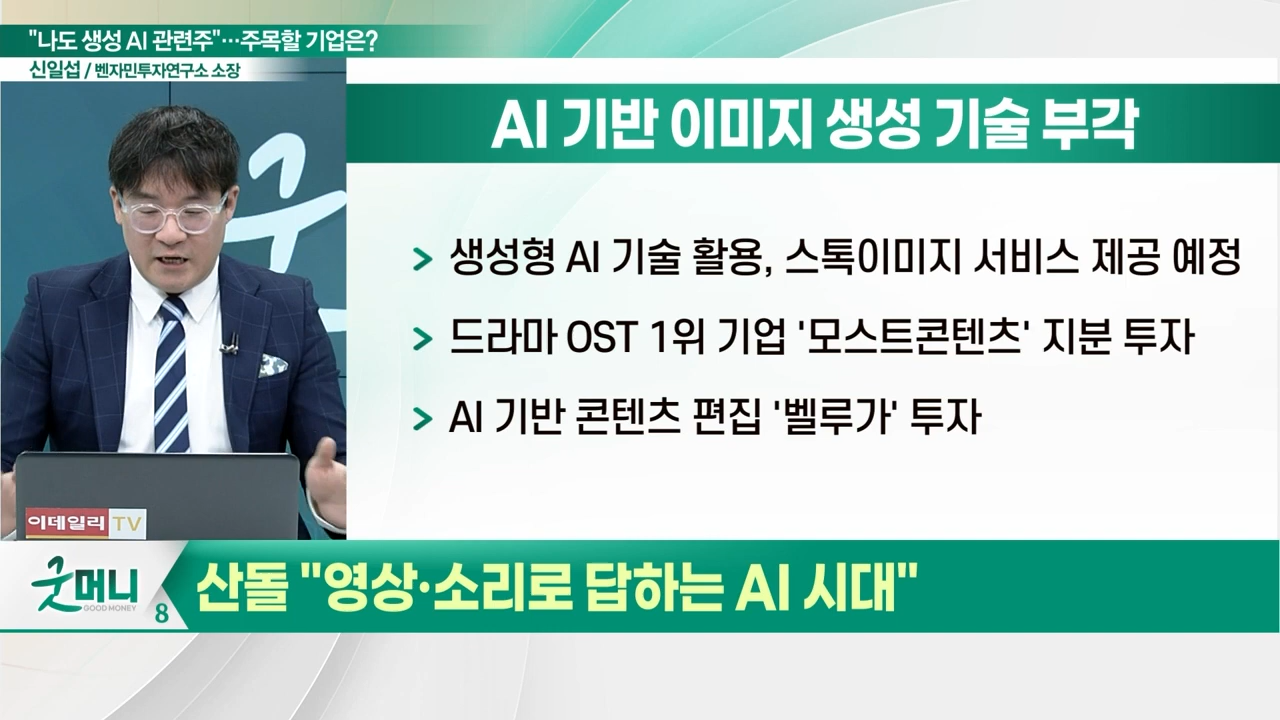 "나도 생성 AI 관련주"…주목할 기업은?
신일섭 / 벤자민투자연구소 소장
AI 기반 이미지 생성 기술 부각
> 생성형 AI 기술 활용, 스톡이미지 서비스 제공 예정
> 드라마 OST 1위 기업 '모스트콘텐츠' 지분 투자
> AI 기반 콘텐츠 편집 '벨루가' 투자
이데일리 TV
굿머니
GOOD MONEY
8
산돌 "영상·소리로 답하는 AI 시대"